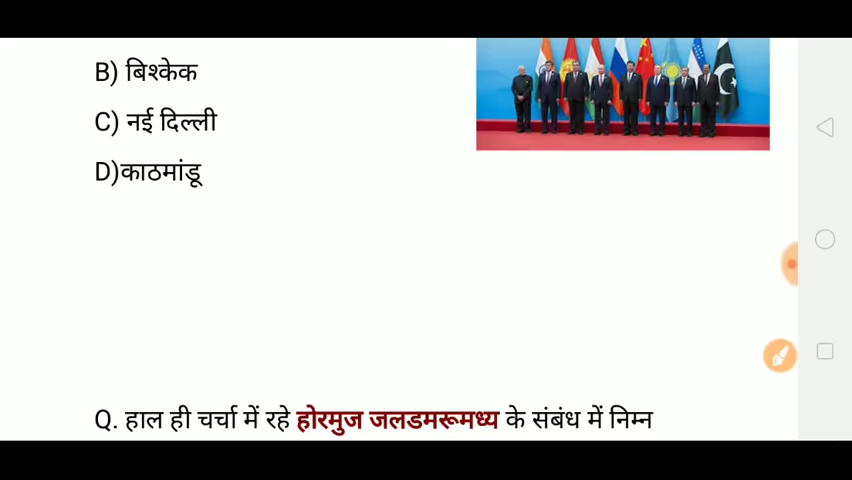 B) बिश्केक
C) नई दिल्ली
D)काठमांडू
Q. हाल ही चर्चा में रहे होरमुज जलडमरूमध्य के संबंध में निम्न